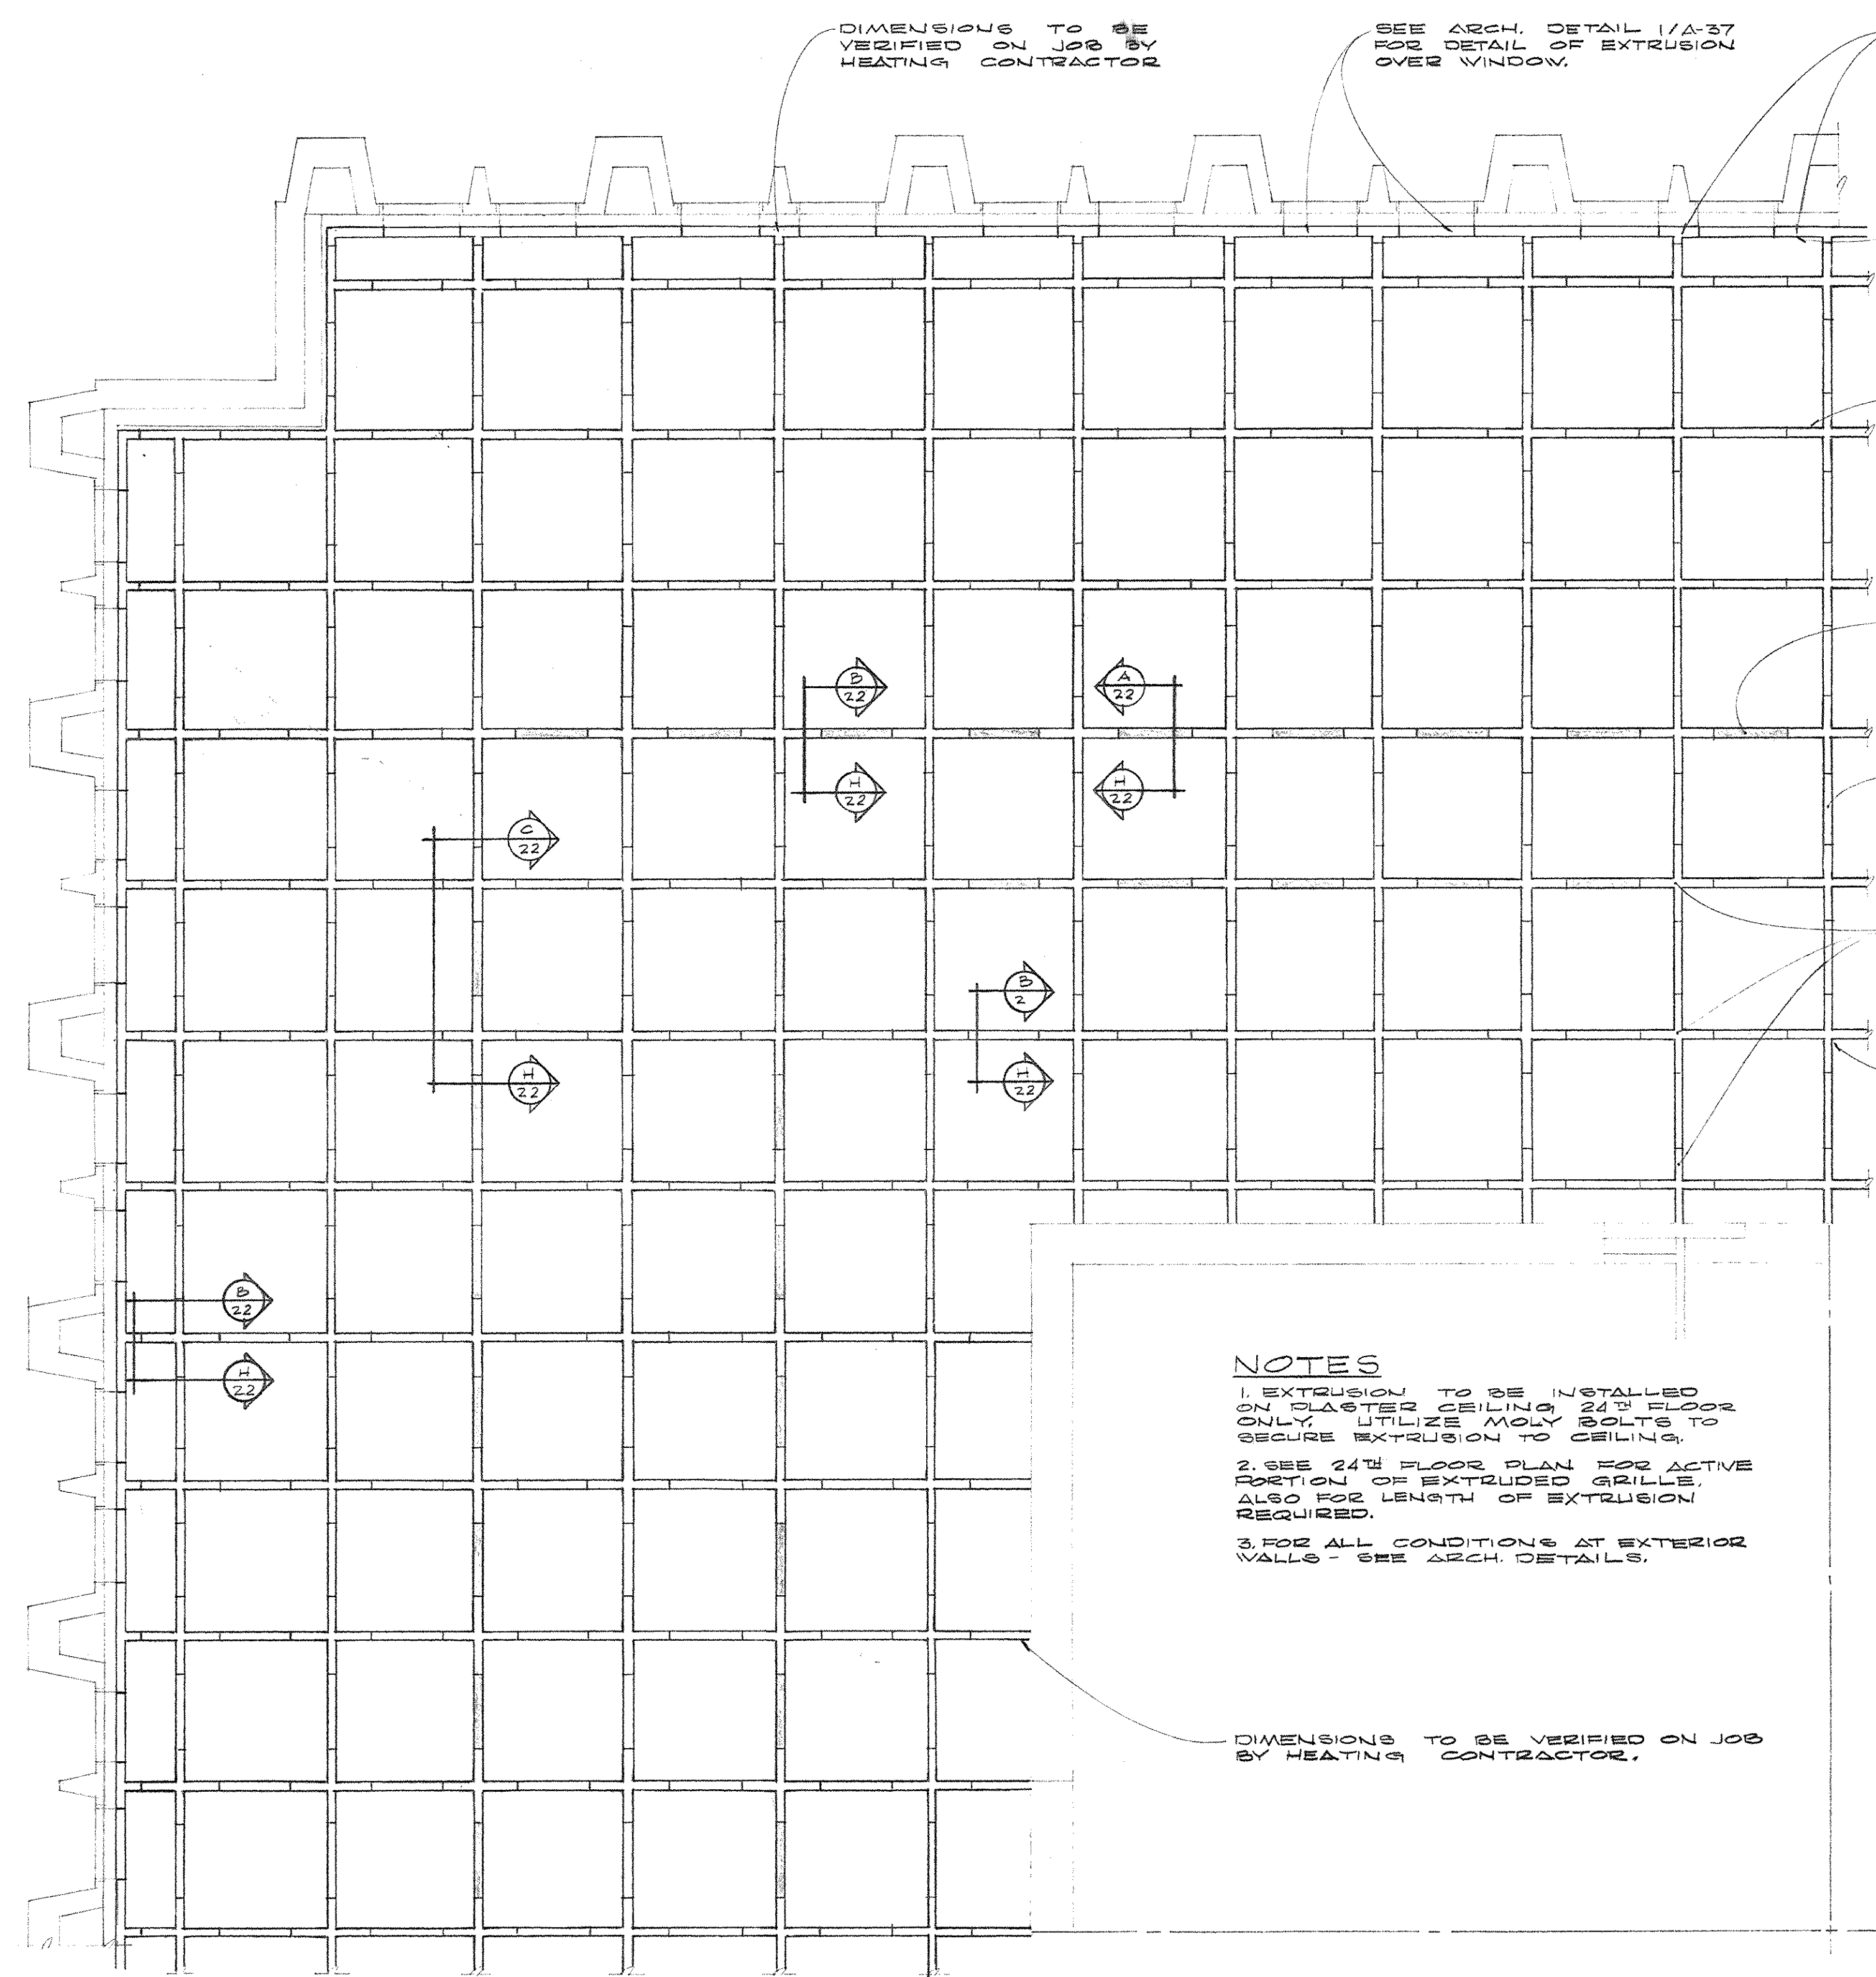 DIMENSIONS TO BE
VERIFIED ON JOB BY
HEATING CONTRACTOR
SEE ARCH. DETAIL 1/A-37
FOR DETAIL OF EXTRUSION
OVER WINDOW.
B
22
A
22
H
22
H
22
C
22
B
2
H
22
H
22
B
22
H
22
NOTES
1. EXTRUSION TO BE INSTALLED
ON PLASTER CEILING 24TH FLOOR
ONLY. UTILIZE MOLY BOLTS TO
SECURE EXTRUSION TO CEILING.
2. SEE 24TH FLOOR PLAN FOR ACTIVE
PORTION OF EXTRUDED GRILLE,
ALSO FOR LENGTH OF EXTRUSION
REQUIRED.
3. FOR ALL CONDITIONS AT EXTERIOR
WALLS - SEE ARCH. DETAILS.
DIMENSIONS TO BE VERIFIED ON JOB
BY HEATING CONTRACTOR.